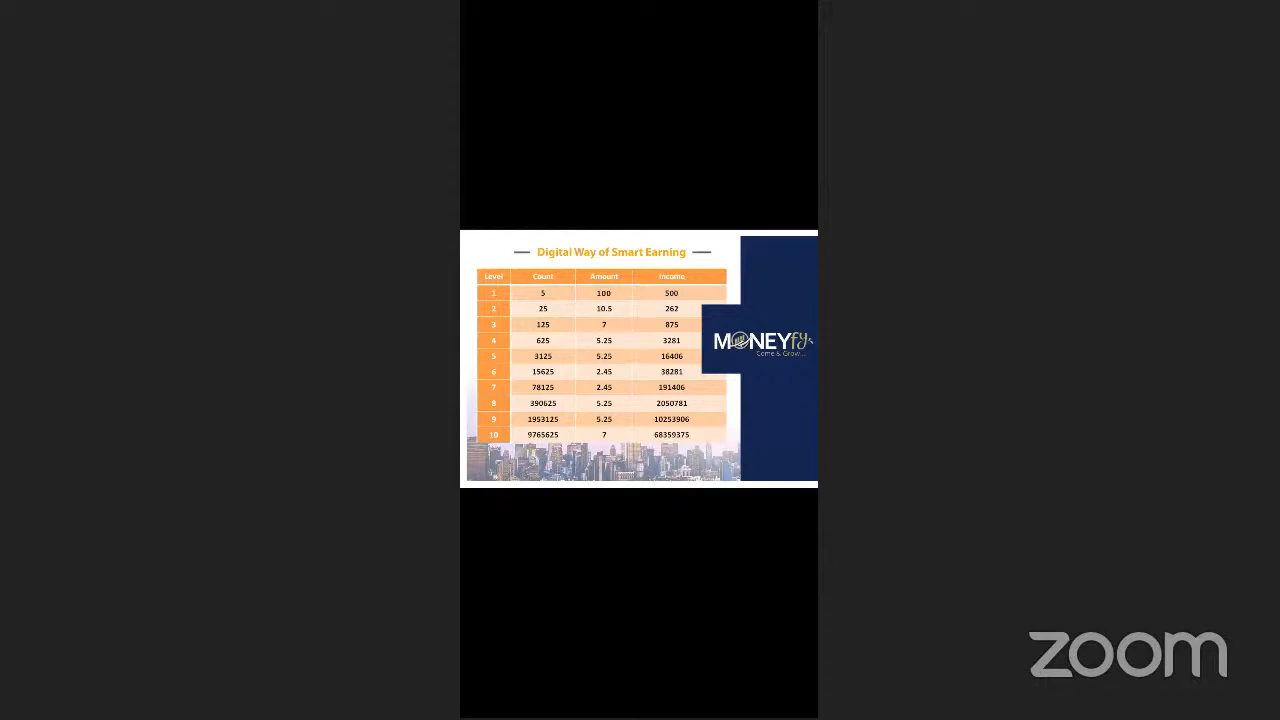 Digital Way of Smart Earning
Level Count Amount Income
1 5 100 500
2 25 10.5 262
3 125 7 875
4 625 5.25 3281
5 3125 5.25 16406
6 15625 2.45 38281
7 78125 2.45 191406
8 390625 5.25 2050781
9 1953125 5.25 10253906
10 9765625 7 68359375
MONEYfy
Come & Grow...
zoom